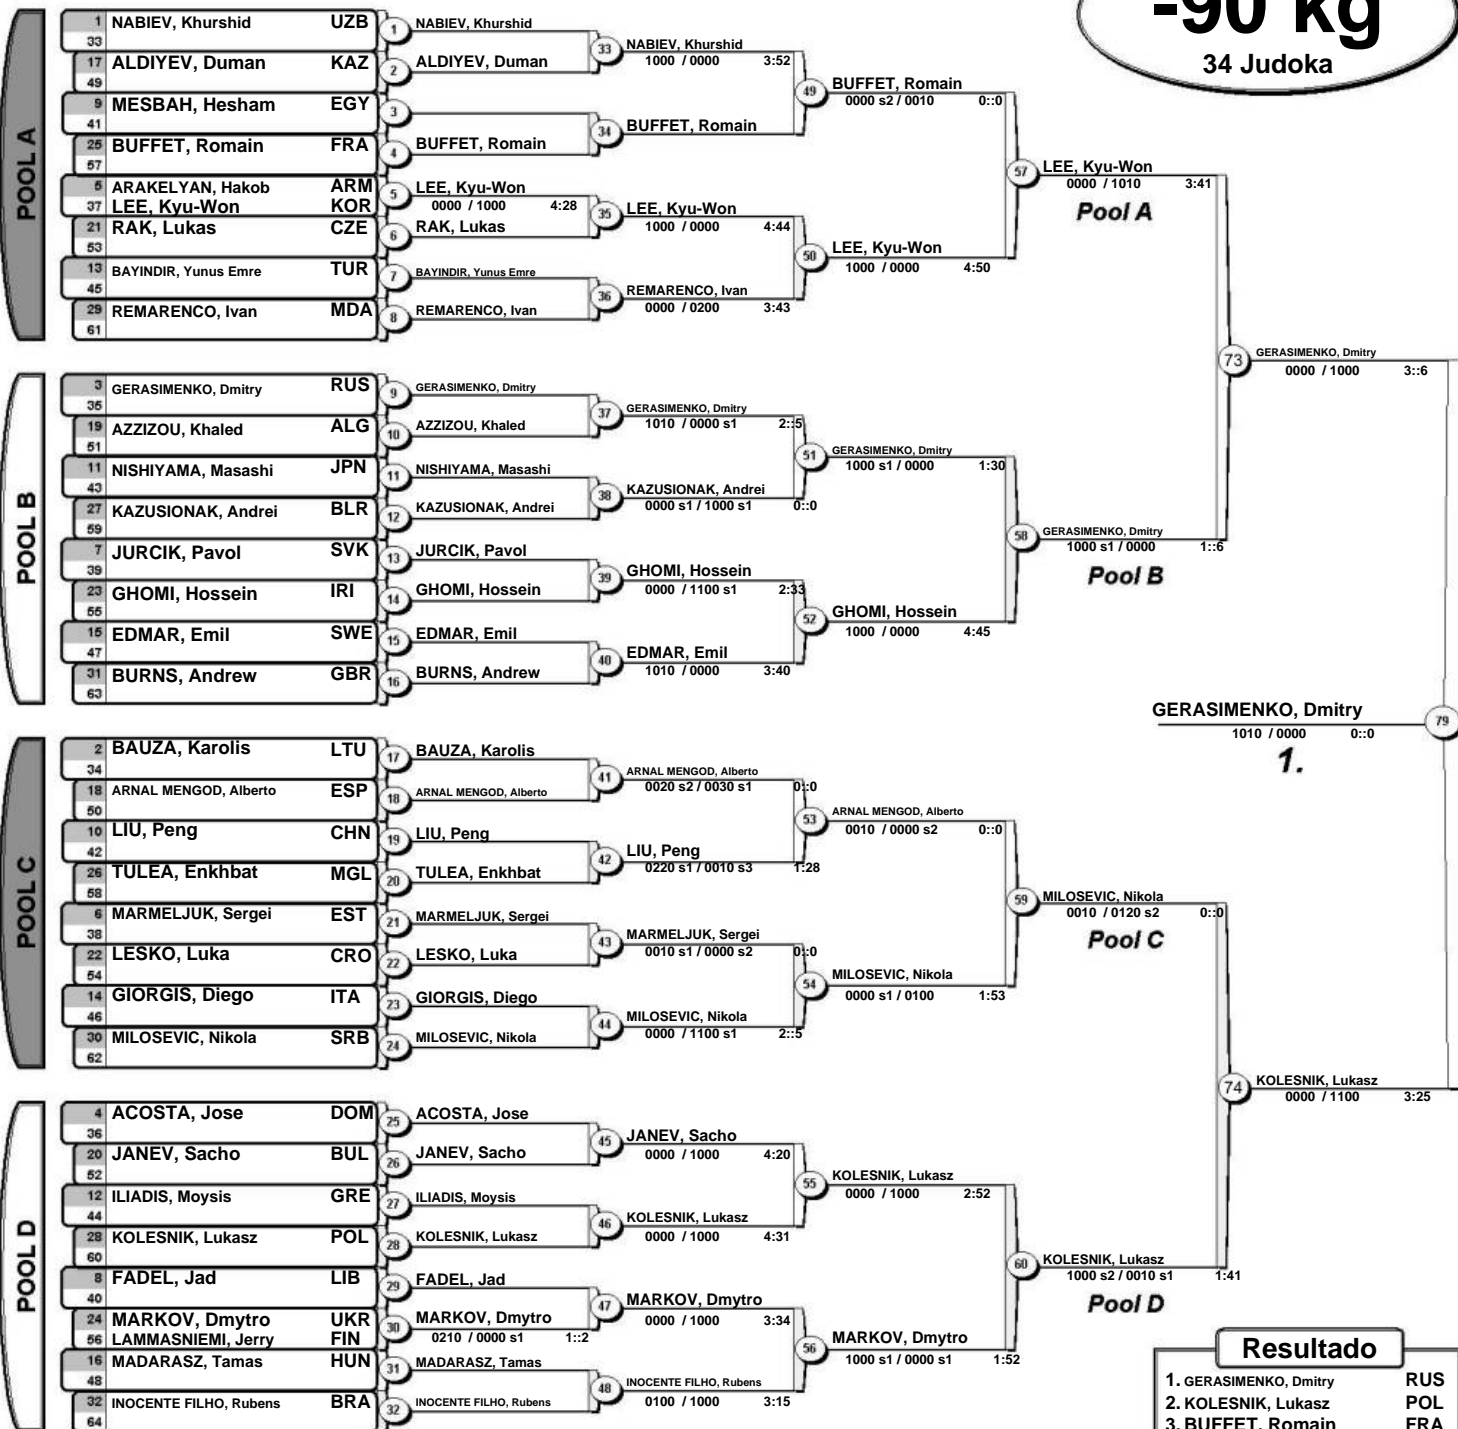 -90 kg
34 Judoka
POOL A
1 NABIEV, Khurshid UZB
33
17 ALDIYEV, Duman KAZ
49
9 MESBAH, Hesham EGY
41
25 BUFFET, Romain FRA
57
5 ARAKELYAN, Hakob ARM
37 LEE, Kyu-Won KOR
21 RAK, Lukas CZE
53
13 BAYINDIR, Yunus Emre TUR
45
29 REMARENCO, Ivan MDA
61
1 NABIEV, Khurshid
2 ALDIYEV, Duman
3
4 BUFFET, Romain
5 LEE, Kyu-Won
0000 / 1000 4:28
6 RAK, Lukas
7 BAYINDIR, Yunus Emre
8 REMARENCO, Ivan
33 NABIEV, Khurshid
1000 / 0000 3:52
34 BUFFET, Romain
35 LEE, Kyu-Won
1000 / 0000 4:44
36 REMARENCO, Ivan
0000 / 0200 3:43
49 BUFFET, Romain
0000 s2 / 0010 0::0
50 LEE, Kyu-Won
1000 / 0000 4:50
57 LEE, Kyu-Won
0000 / 1010 3:41
Pool A
POOL B
3 GERASIMENKO, Dmitry RUS
35
19 AZZIZOU, Khaled ALG
51
11 NISHIYAMA, Masashi JPN
43
27 KAZUSIONAK, Andrei BLR
59
7 JURCIK, Pavol SVK
39
23 GHOMI, Hossein IRI
55
15 EDMAR, Emil SWE
47
31 BURNS, Andrew GBR
63
9 GERASIMENKO, Dmitry
10 AZZIZOU, Khaled
11 NISHIYAMA, Masashi
12 KAZUSIONAK, Andrei
13 JURCIK, Pavol
14 GHOMI, Hossein
15 EDMAR, Emil
16 BURNS, Andrew
37 GERASIMENKO, Dmitry
1010 / 0000 s1 2::5
38 KAZUSIONAK, Andrei
0000 s1 / 1000 s1 0::0
39 GHOMI, Hossein
0000 / 1100 s1 2:33
40 EDMAR, Emil
1010 / 0000 3:40
51 GERASIMENKO, Dmitry
1000 s1 / 0000 1:30
52 GHOMI, Hossein
1000 / 0000 4:45
58 GERASIMENKO, Dmitry
1000 s1 / 0000 1::6
Pool B
73 GERASIMENKO, Dmitry
0000 / 1000 3::6
GERASIMENKO, Dmitry 79
1010 / 0000 0::0
1.
POOL C
2 BAUZA, Karolis LTU
34
18 ARNAL MENGOD, Alberto ESP
50
10 LIU, Peng CHN
42
26 TULEA, Enkhbat MGL
58
6 MARMELJUK, Sergei EST
38
22 LESKO, Luka CRO
54
14 GIORGIS, Diego ITA
46
30 MILOSEVIC, Nikola SRB
62
17 BAUZA, Karolis
18 ARNAL MENGOD, Alberto
19 LIU, Peng
20 TULEA, Enkhbat
21 MARMELJUK, Sergei
22 LESKO, Luka
23 GIORGIS, Diego
24 MILOSEVIC, Nikola
41 ARNAL MENGOD, Alberto
0020 s2 / 0030 s1 0::0
42 LIU, Peng
0220 s1 / 0010 s3 1:28
43 MARMELJUK, Sergei
0010 s1 / 0000 s2 0::0
44 MILOSEVIC, Nikola
0000 / 1100 s1 2::5
53 ARNAL MENGOD, Alberto
0010 / 0000 s2 0::0
54 MILOSEVIC, Nikola
0000 s1 / 0100 1:53
59 MILOSEVIC, Nikola
0010 / 0120 s2 0::0
Pool C
POOL D
4 ACOSTA, Jose DOM
36
20 JANEV, Sacho BUL
52
12 ILIADIS, Moysis GRE
44
28 KOLESNIK, Lukasz POL
60
8 FADEL, Jad LIB
40
24 MARKOV, Dmytro UKR
56 LAMMASNIEMI, Jerry FIN
16 MADARASZ, Tamas HUN
48
32 INOCENTE FILHO, Rubens BRA
64
25 ACOSTA, Jose
26 JANEV, Sacho
27 ILIADIS, Moysis
28 KOLESNIK, Lukasz
29 FADEL, Jad
30 MARKOV, Dmytro
0210 / 0000 s1 1::2
31 MADARASZ, Tamas
32 INOCENTE FILHO, Rubens
45 JANEV, Sacho
0000 / 1000 4:20
46 KOLESNIK, Lukasz
0000 / 1000 4:31
47 MARKOV, Dmytro
0000 / 1000 3:34
48 INOCENTE FILHO, Rubens
0100 / 1000 3:15
55 KOLESNIK, Lukasz
0000 / 1000 2:52
56 MARKOV, Dmytro
1000 s1 / 0000 s1 1:52
60 KOLESNIK, Lukasz
1000 s2 / 0010 s1 1:41
Pool D
74 KOLESNIK, Lukasz
0000 / 1100 3:25
Resultado
1. GERASIMENKO, Dmitry RUS
2. KOLESNIK, Lukasz POL
3. BUFFET, Romain FRA